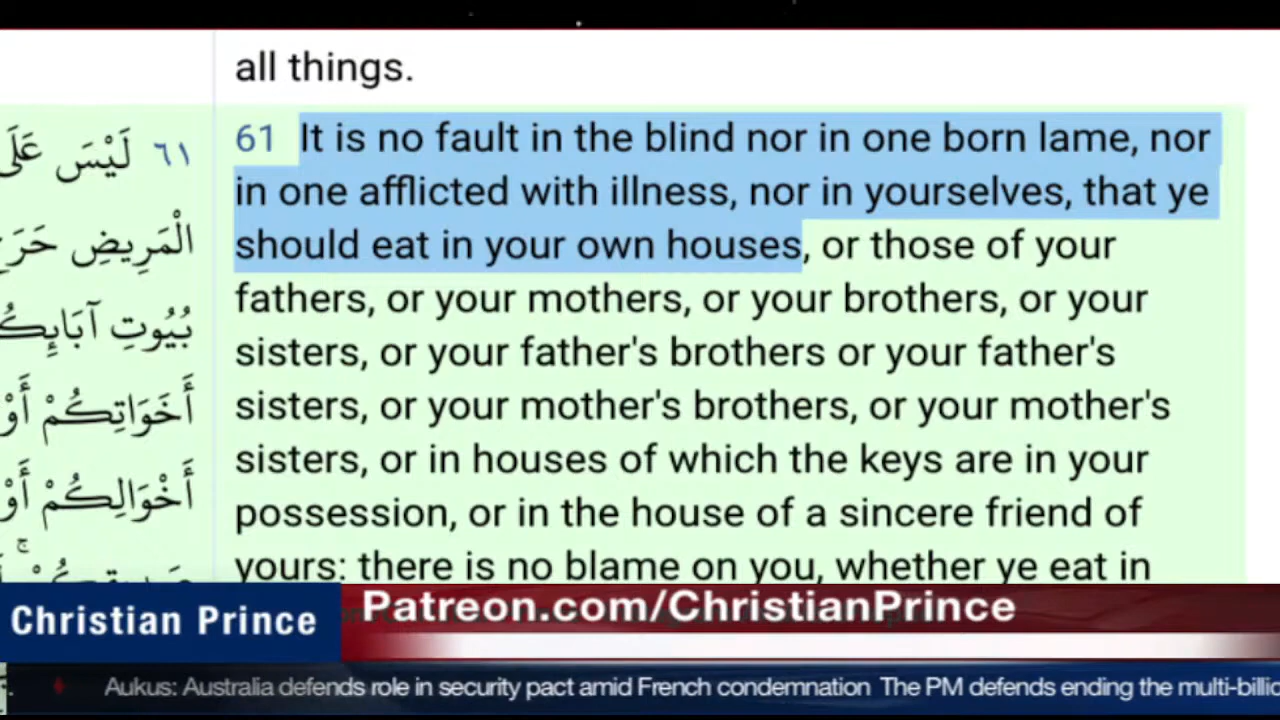 all things.
61 It is no fault in the blind nor in one born lame, nor
in one afflicted with illness, nor in yourselves, that ye
should eat in your own houses, or those of your
fathers, or your mothers, or your brothers, or your
sisters, or your father's brothers or your father's
sisters, or your mother's brothers, or your mother's
sisters, or in houses of which the keys are in your
possession, or in the house of a sincere friend of
yours: there is no blame on you, whether ye eat in
٦١ لَيْسَ عَلَى
الْمَرِيضِ حَرَج
بُيُوتِ آبَائِكُ
أَخَوَاتِكُمْ أَوْ
أَخْوَالِكُمْ أَوْ
Christian Prince
Patreon.com/ChristianPrince
Aukus: Australia defends role in security pact amid French condemnation The PM defends ending the multi-billic